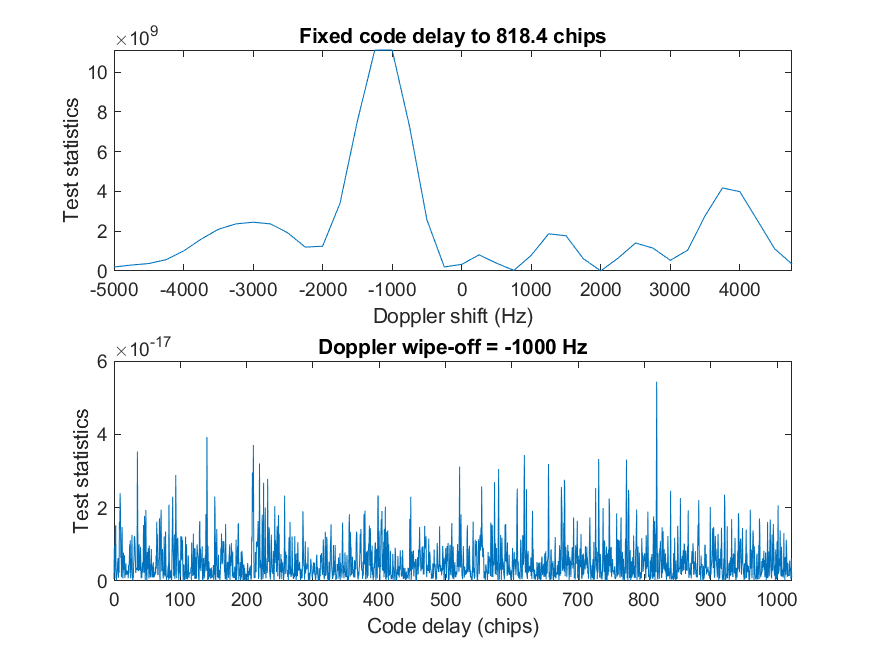 ×10^9
Fixed code delay to 818.4 chips
10
8
6
4
2
0
Test statistics
-5000 -4000 -3000 -2000 -1000 0 1000 2000 3000 4000
Doppler shift (Hz)
×10^-17
Doppler wipe-off = -1000 Hz
6
4
2
0
Test statistics
0 100 200 300 400 500 600 700 800 900 1000
Code delay (chips)